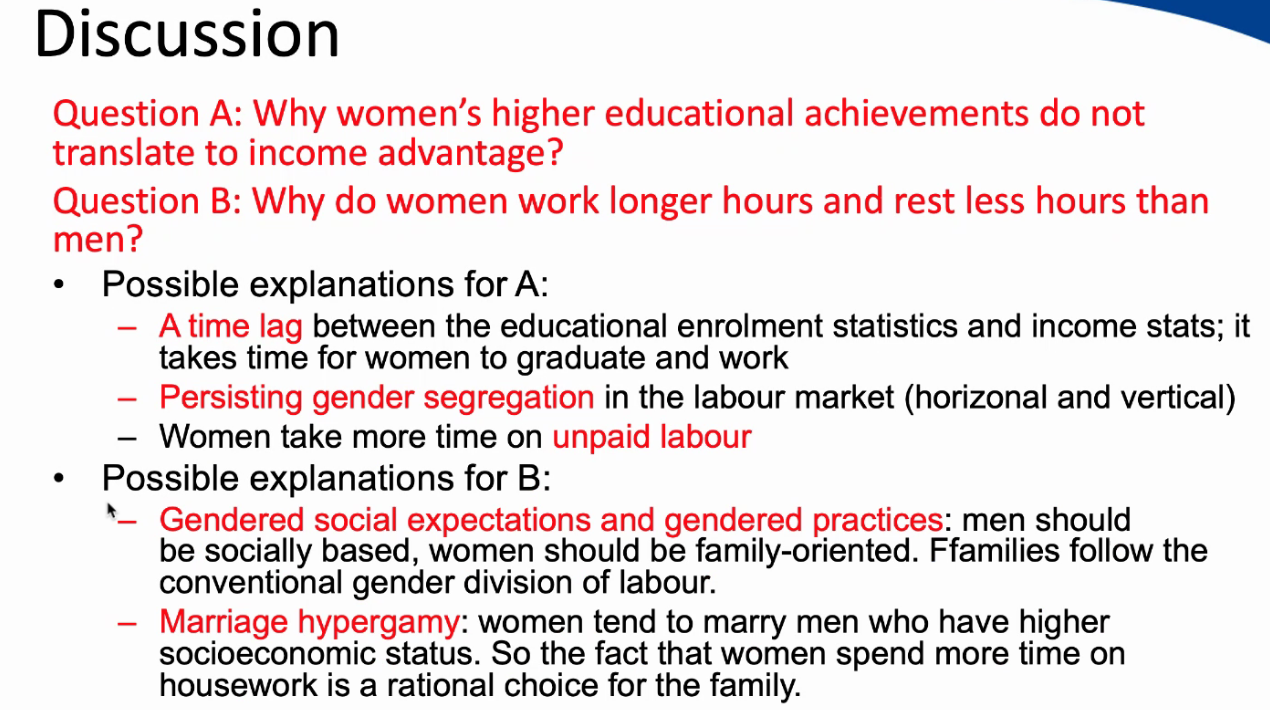 Discussion
Question A: Why women’s higher educational achievements do not
translate to income advantage?
Question B: Why do women work longer hours and rest less hours than
men?
• Possible explanations for A:
– A time lag between the educational enrolment statistics and income stats; it
takes time for women to graduate and work
– Persisting gender segregation in the labour market (horizonal and vertical)
– Women take more time on unpaid labour
• Possible explanations for B:
– Gendered social expectations and gendered practices: men should
be socially based, women should be family-oriented. Ffamilies follow the
conventional gender division of labour.
– Marriage hypergamy: women tend to marry men who have higher
socioeconomic status. So the fact that women spend more time on
housework is a rational choice for the family.